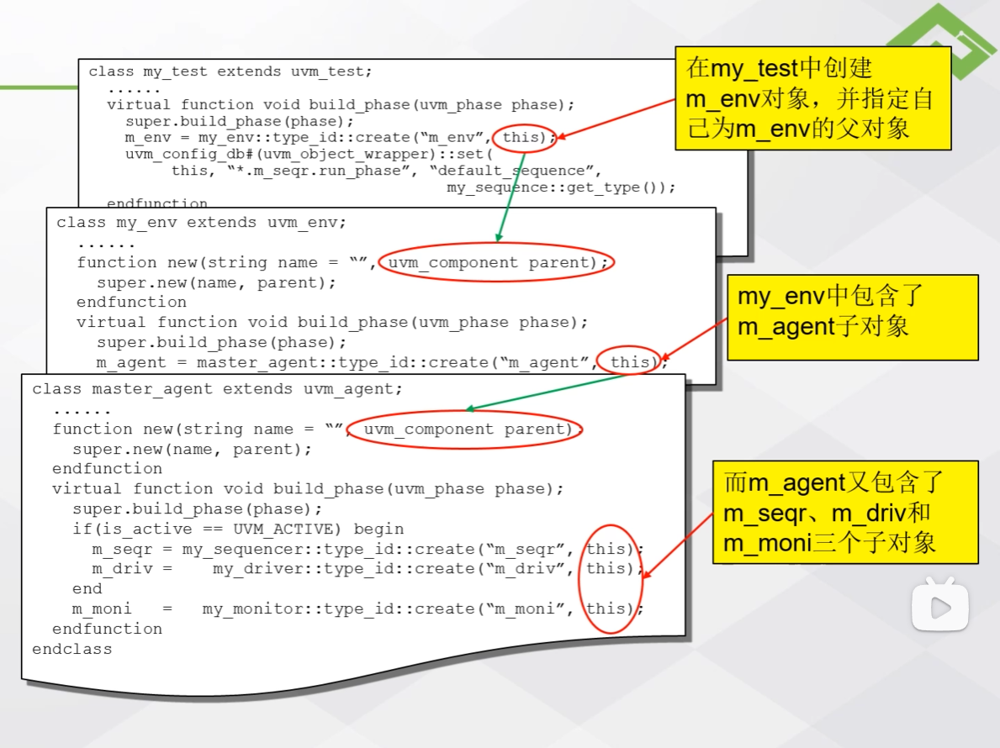 class my_test extends uvm_test;
......
virtual function void build_phase(uvm_phase phase);
super.build_phase(phase);
m_env = my_env::type_id::create(“m_env”, this);
uvm_config_db#(uvm_object_wrapper)::set(
this, “*.m_seqr.run_phase”, “default_sequence”,
my_sequence::get_type());
endfunction
在my_test中创建
m_env对象，并指定自
己为m_env的父对象
class my_env extends uvm_env;
......
function new(string name = “”, uvm_component parent);
super.new(name, parent);
endfunction
virtual function void build_phase(uvm_phase phase);
super.build_phase(phase);
m_agent = master_agent::type_id::create(“m_agent”, this);
my_env中包含了
m_agent子对象
class master_agent extends uvm_agent;
......
function new(string name = “”, uvm_component parent);
super.new(name, parent);
endfunction
virtual function void build_phase(uvm_phase phase);
super.build_phase(phase);
if(is_active == UVM_ACTIVE) begin
m_seqr = my_sequencer::type_id::create(“m_seqr”, this);
m_driv = my_driver::type_id::create(“m_driv”, this);
end
m_moni = my_monitor::type_id::create(“m_moni”, this);
endfunction
endclass
而m_agent又包含了
m_seqr、m_driv和
m_moni三个子对象